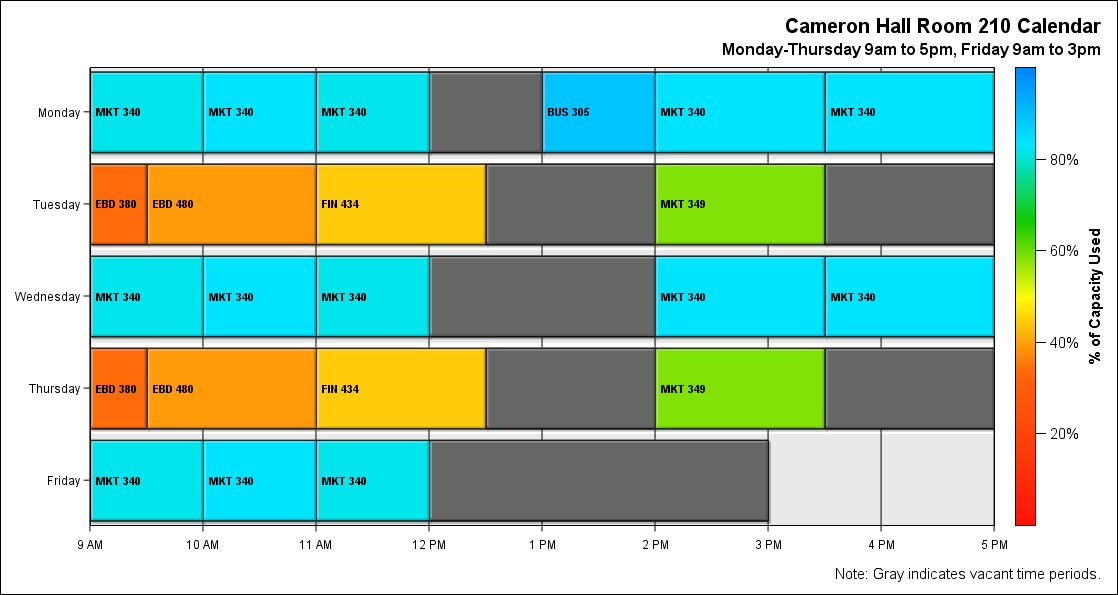 Cameron Hall Room 210 Calendar
Monday-Thursday 9am to 5pm, Friday 9am to 3pm
Monday
MKT 340
MKT 340
MKT 340
BUS 305
MKT 340
MKT 340
Tuesday
EBD 380
EBD 480
FIN 434
MKT 349
Wednesday
MKT 340
MKT 340
MKT 340
MKT 340
MKT 340
Thursday
EBD 380
EBD 480
FIN 434
MKT 349
Friday
MKT 340
MKT 340
MKT 340
9 AM
10 AM
11 AM
12 PM
1 PM
2 PM
3 PM
4 PM
5 PM
80%
60%
40%
20%
% of Capacity Used
Note: Gray indicates vacant time periods.